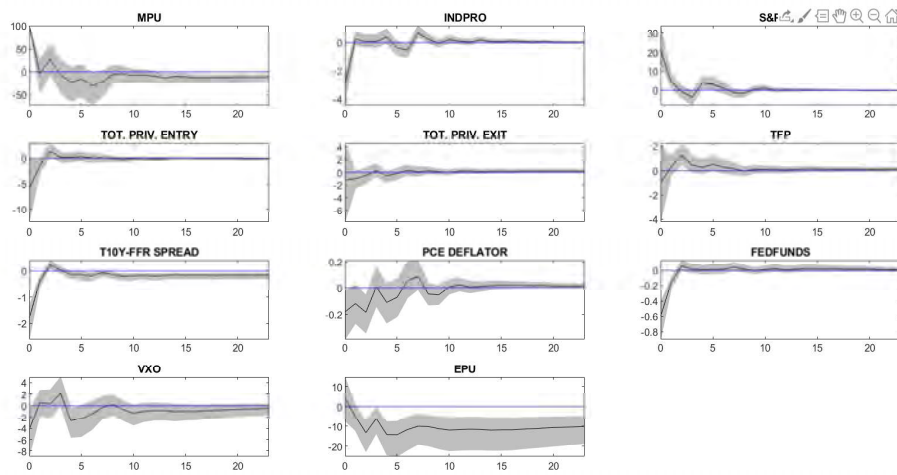 MPU
INDPRO
S&P
100
50
0
-50
0 5 10 15 20
0
-2
-4
0 5 10 15 20
30
20
10
0
0 5 10 15 20
TOT. PRIV. ENTRY
TOT. PRIV. EXIT
TFP
0
-5
-10
0 5 10 15 20
4
2
0
-2
-4
-6
0 5 10 15 20
2
0
-2
-4
0 5 10 15 20
T10Y-FFR SPREAD
PCE DEFLATOR
FEDFUNDS
0
-1
-2
0 5 10 15 20
0.2
0
-0.2
0 5 10 15 20
0
-0.2
-0.4
-0.6
-0.8
0 5 10 15 20
VXO
EPU
4
2
0
-2
-4
-6
-8
0 5 10 15 20
10
0
-10
-20
0 5 10 15 20